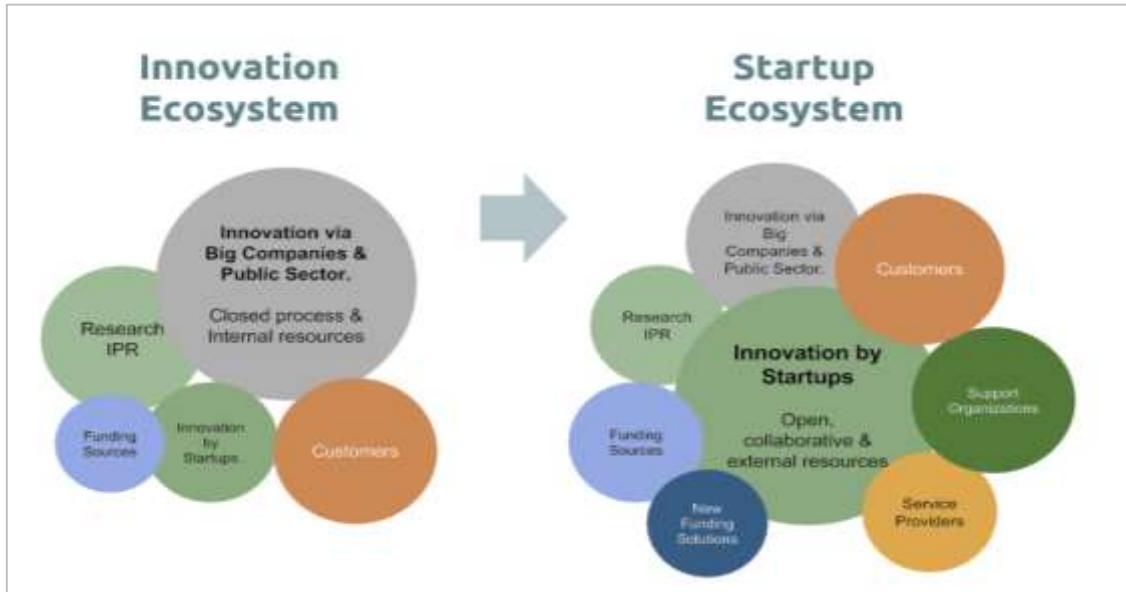 Innovation
Ecosystem
Innovation via
Big Companies &
Public Sector.
Closed process &
Internal resources
Research
IPR
Funding
Sources
Innovation
by
Startups.
Customers
Startup
Ecosystem
Innovation via
Big
Companies &
Public Sector.
Customers
Research
IPR
Innovation by
Startups
Open,
collaborative &
external resources
Support
Organizations
Funding
Sources
New
Funding
Solutions
Service
Providers